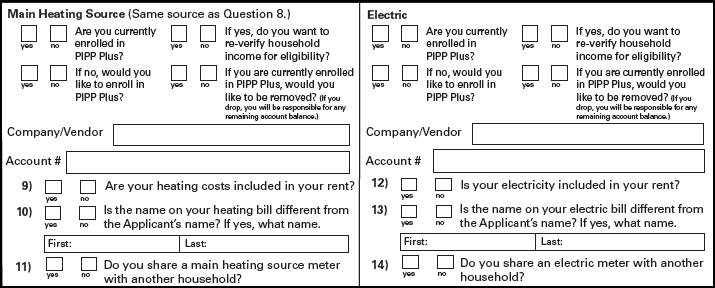 Main Heating Source (Same source as Question 8.)
yes no Are you currently
enrolled in
PIPP Plus?
yes no If yes, do you want to
re-verify household
income for eligibility?
yes no If no, would you
like to enroll in
PIPP Plus?
yes no If you are currently enrolled
in PIPP Plus, would you
like to be removed? (If you
drop, you will be responsible for any
remaining account balance.)
Company/Vendor
Account #
9) yes no Are your heating costs included in your rent?
10) yes no Is the name on your heating bill different from
the Applicant's name? If yes, what name.
First: Last:
11) yes no Do you share a main heating source meter
with another household?
Electric
yes no Are you currently
enrolled in
PIPP Plus?
yes no If yes, do you want to
re-verify household
income for eligibility?
yes no If no, would you
like to enroll in
PIPP Plus?
yes no If you are currently enrolled
in PIPP Plus, would you
like to be removed? (If you
drop, you will be responsible for any
remaining account balance.)
Company/Vendor
Account #
12) yes no Is your electricity included in your rent?
13) yes no Is the name on your electric bill different from
the Applicant's name? If yes, what name.
First: Last:
14) yes no Do you share an electric meter with another
household?